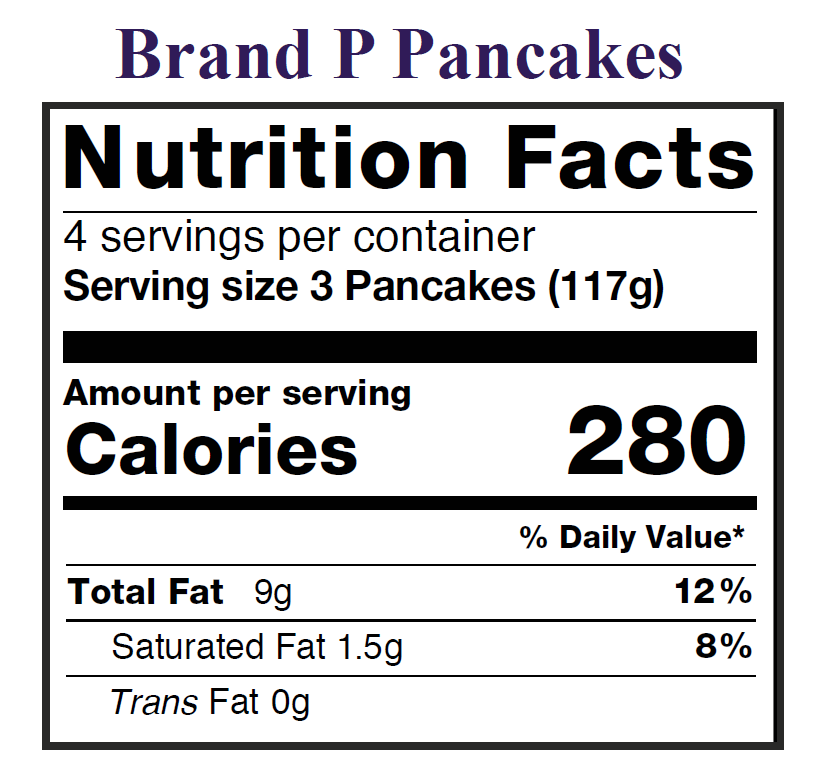 Brand P Pancakes
Nutrition Facts
4 servings per container
Serving size 3 Pancakes (117g)
Amount per serving
Calories 280
% Daily Value*
Total Fat 9g 12%
Saturated Fat 1.5g 8%
Trans Fat 0g